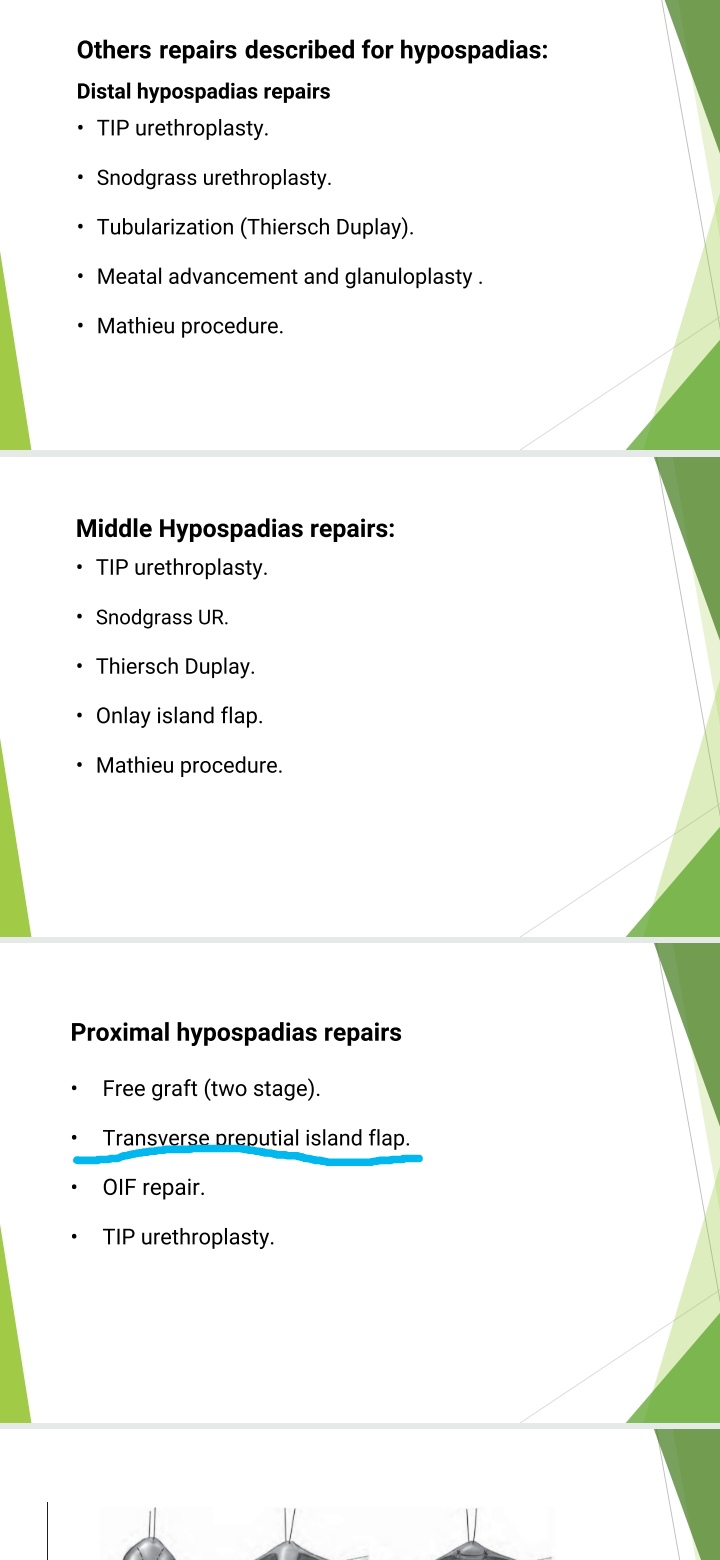 Others repairs described for hypospadias:
Distal hypospadias repairs
• TIP urethroplasty.
• Snodgrass urethroplasty.
• Tubularization (Thiersch Duplay).
• Meatal advancement and glanuloplasty .
• Mathieu procedure.
Middle Hypospadias repairs:
• TIP urethroplasty.
• Snodgrass UR.
• Thiersch Duplay.
• Onlay island flap.
• Mathieu procedure.
Proximal hypospadias repairs
• Free graft (two stage).
• Transverse preputial island flap.
• OIF repair.
• TIP urethroplasty.